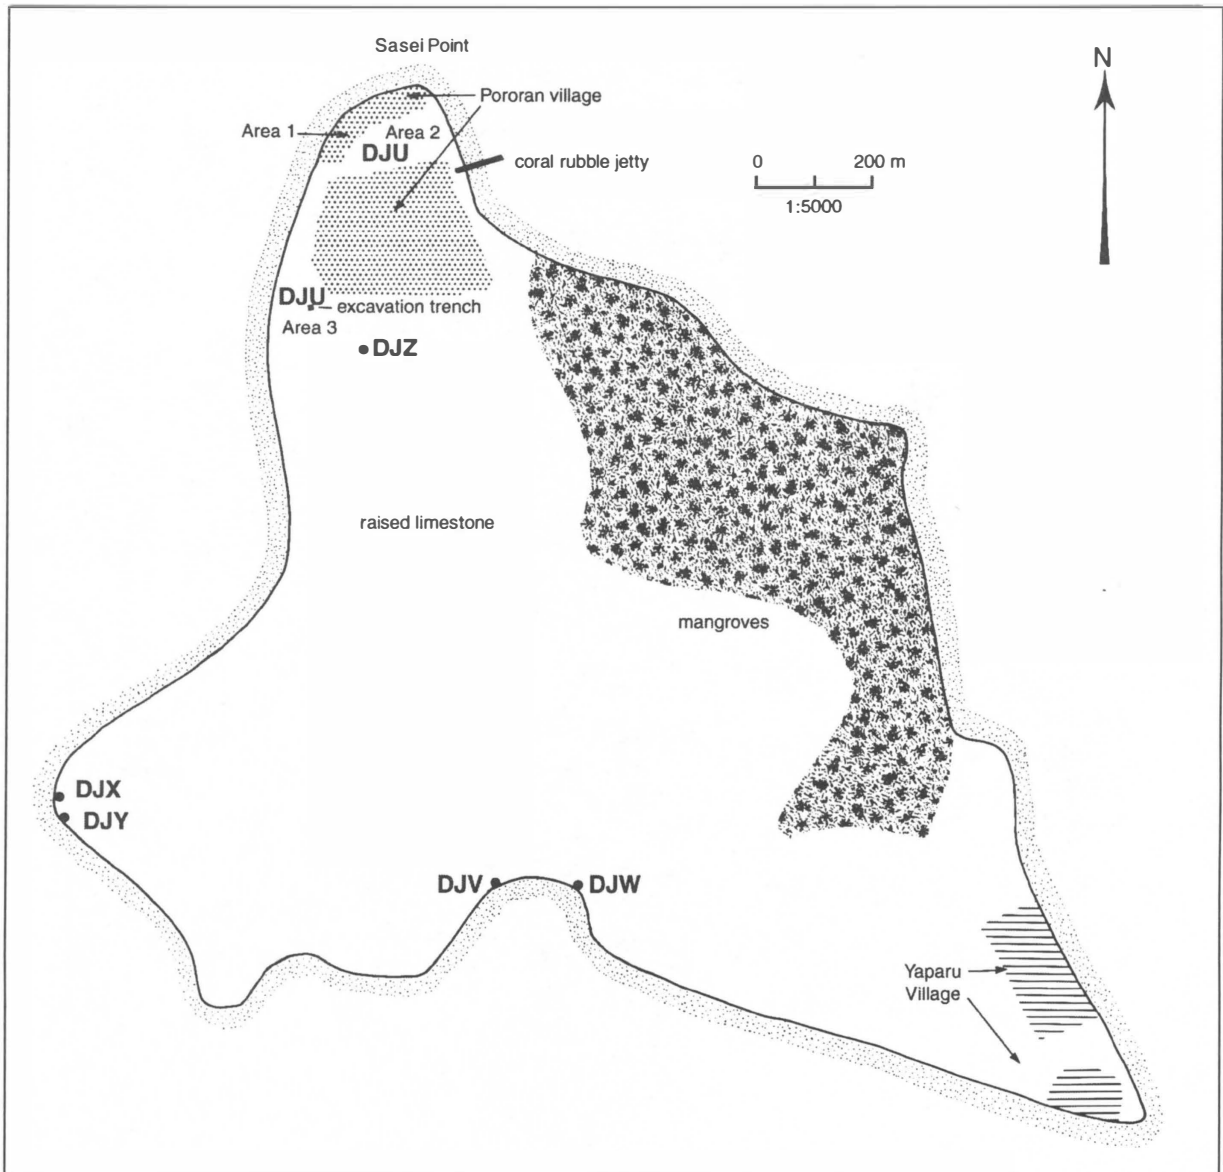 Sasei Point
N
Pororan village
Area 1
Area 2
DJU
coral rubble jetty
0 200 m
1:5000
DJU
excavation trench
Area 3
DJZ
raised limestone
mangroves
DJX
DJY
DJV
DJW
Yaparu
Village